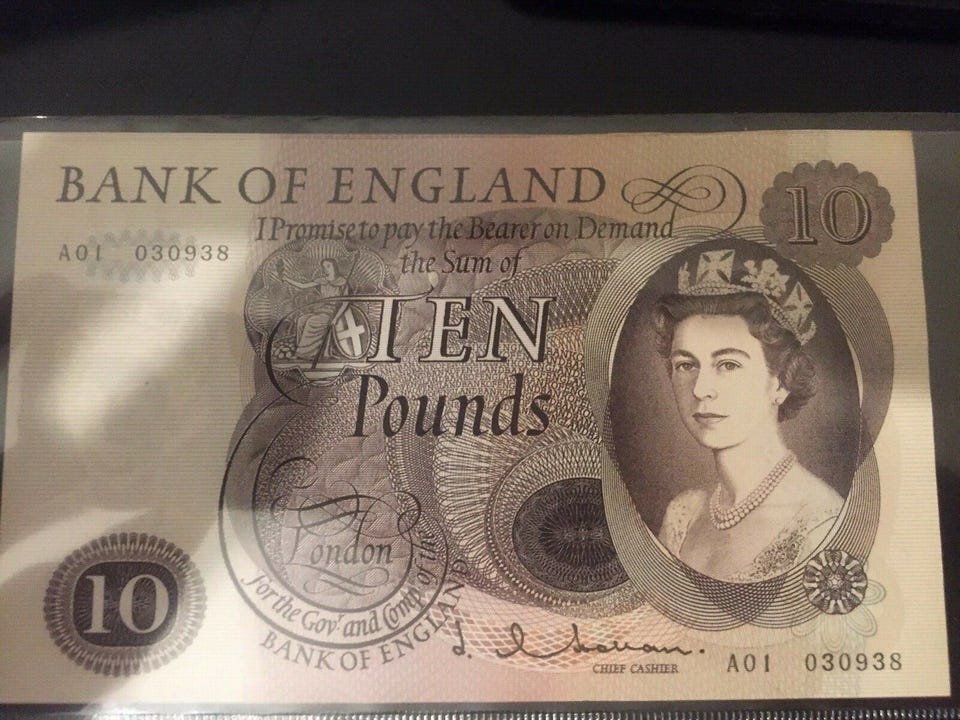 BANK OF ENGLAND
10
I Promise to pay the Bearer on Demand
A01 030938
the Sum of
TEN
Pounds
London
For the Govr and Compa of the
BANK OF ENGLAND
10
CHIEF CASHIER
A01 030938